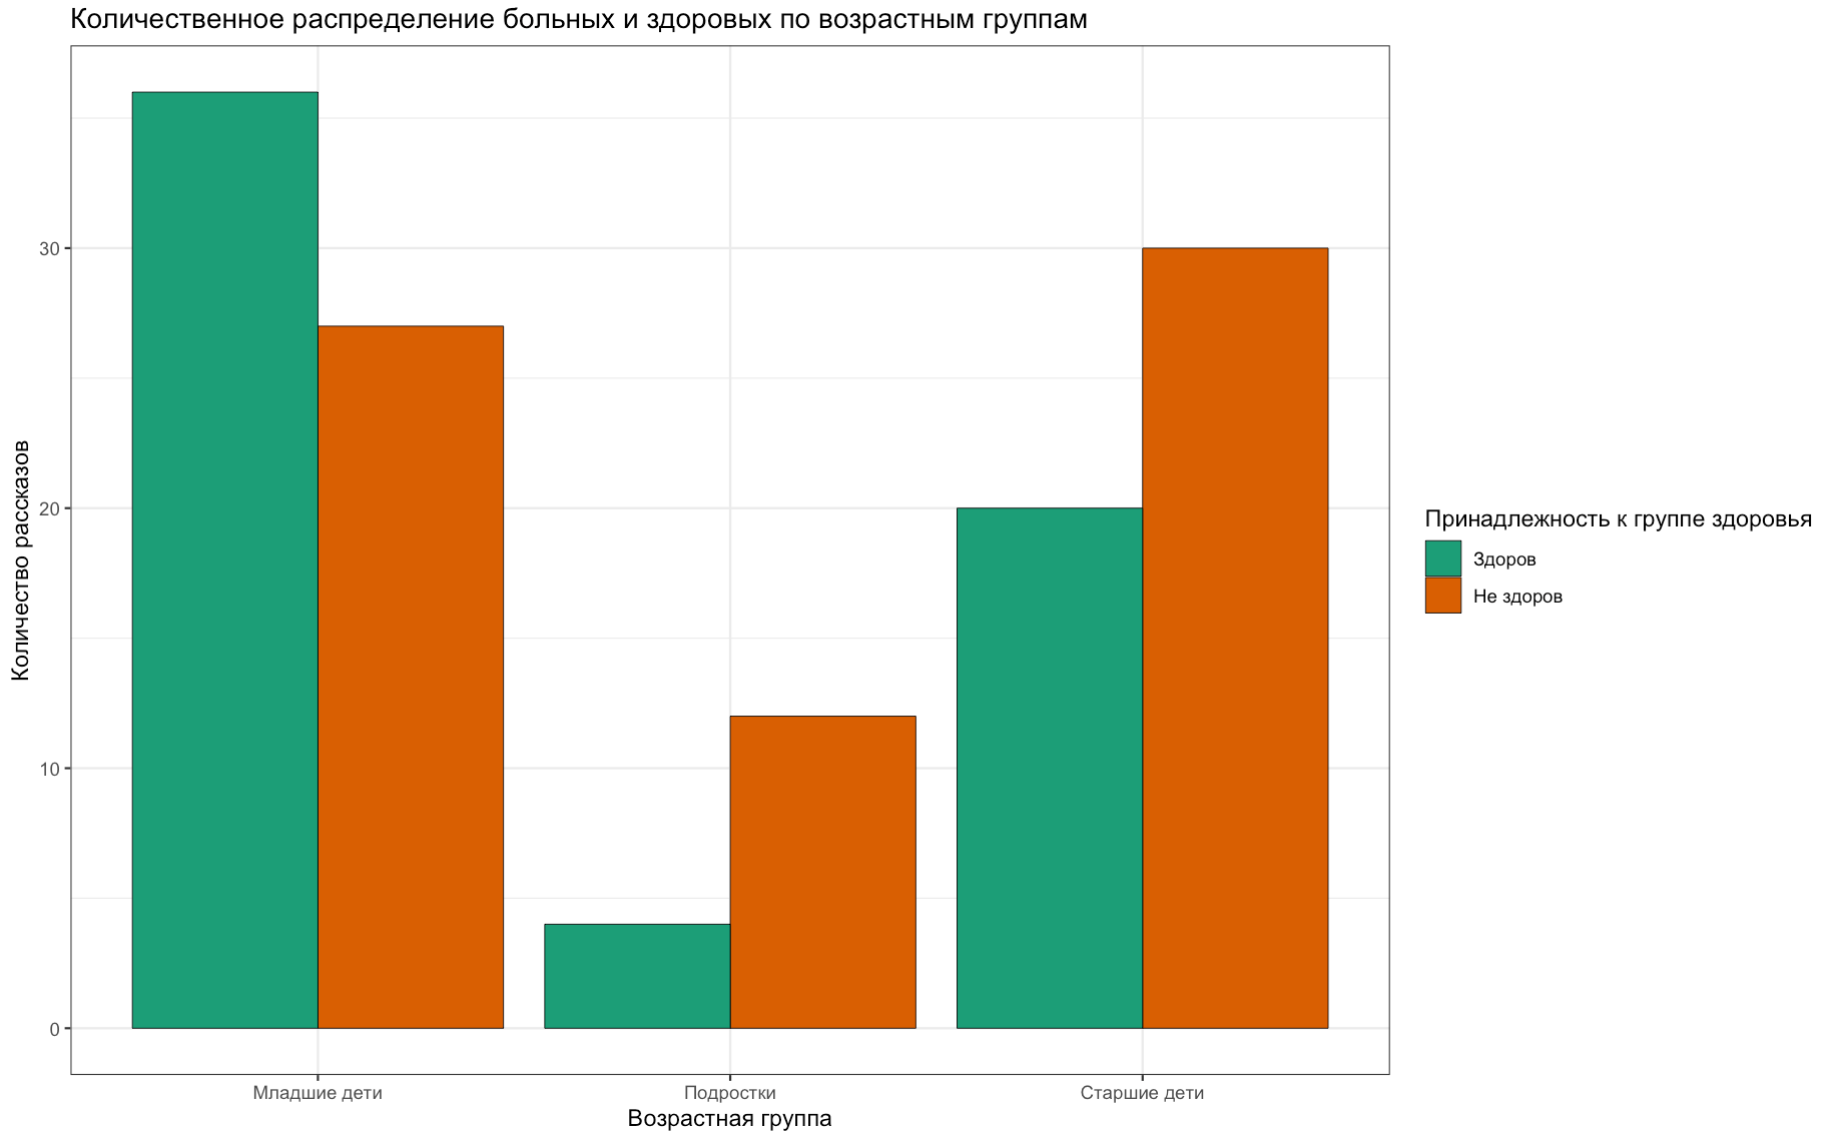 Количественное распределение больных и здоровых по возрастным группам
Количество рассказов
30
20
10
0
Младшие дети
Подростки
Старшие дети
Возрастная группа
Принадлежность к группе здоровья
Здоров
Не здоров